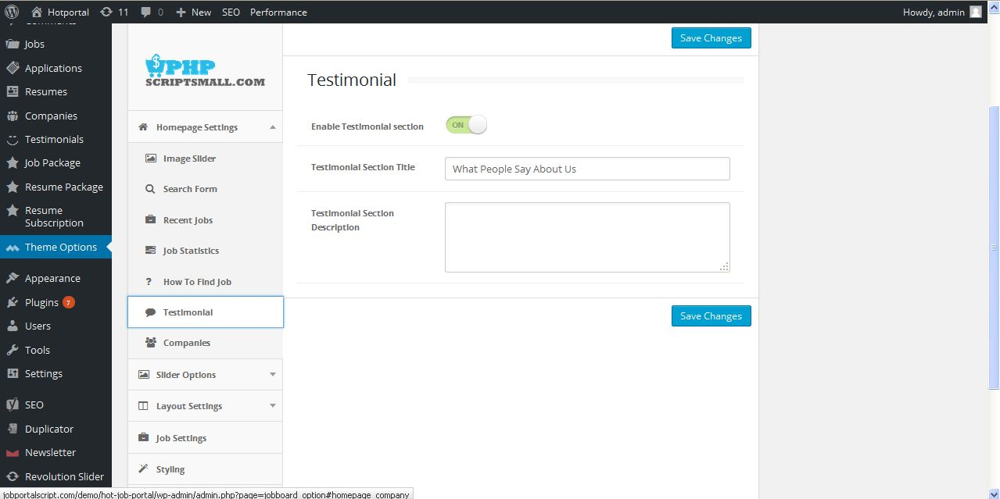 Hotportal 11 0 New SEO Performance Howdy, admin
Comments
Jobs
Applications
Resumes
Companies
Testimonials
Job Package
Resume Package
Resume
Subscription
Theme Options
Appearance
Plugins 7
Users
Tools
Settings
SEO
Duplicator
Newsletter
Revolution Slider
PHP
SCRIPTSMALL.COM
Homepage Settings
Image Slider
Search Form
Recent Jobs
Job Statistics
? How To Find Job
Testimonial
Companies
Slider Options
Layout Settings
Job Settings
Styling
Save Changes
Testimonial
Enable Testimonial section ON
Testimonial Section Title What People Say About Us
Testimonial Section
Description
Save Changes
jobportalscript.com/demo/hot-job-portal/wp-admin/admin.php?page=jobboard_option#homepage_company